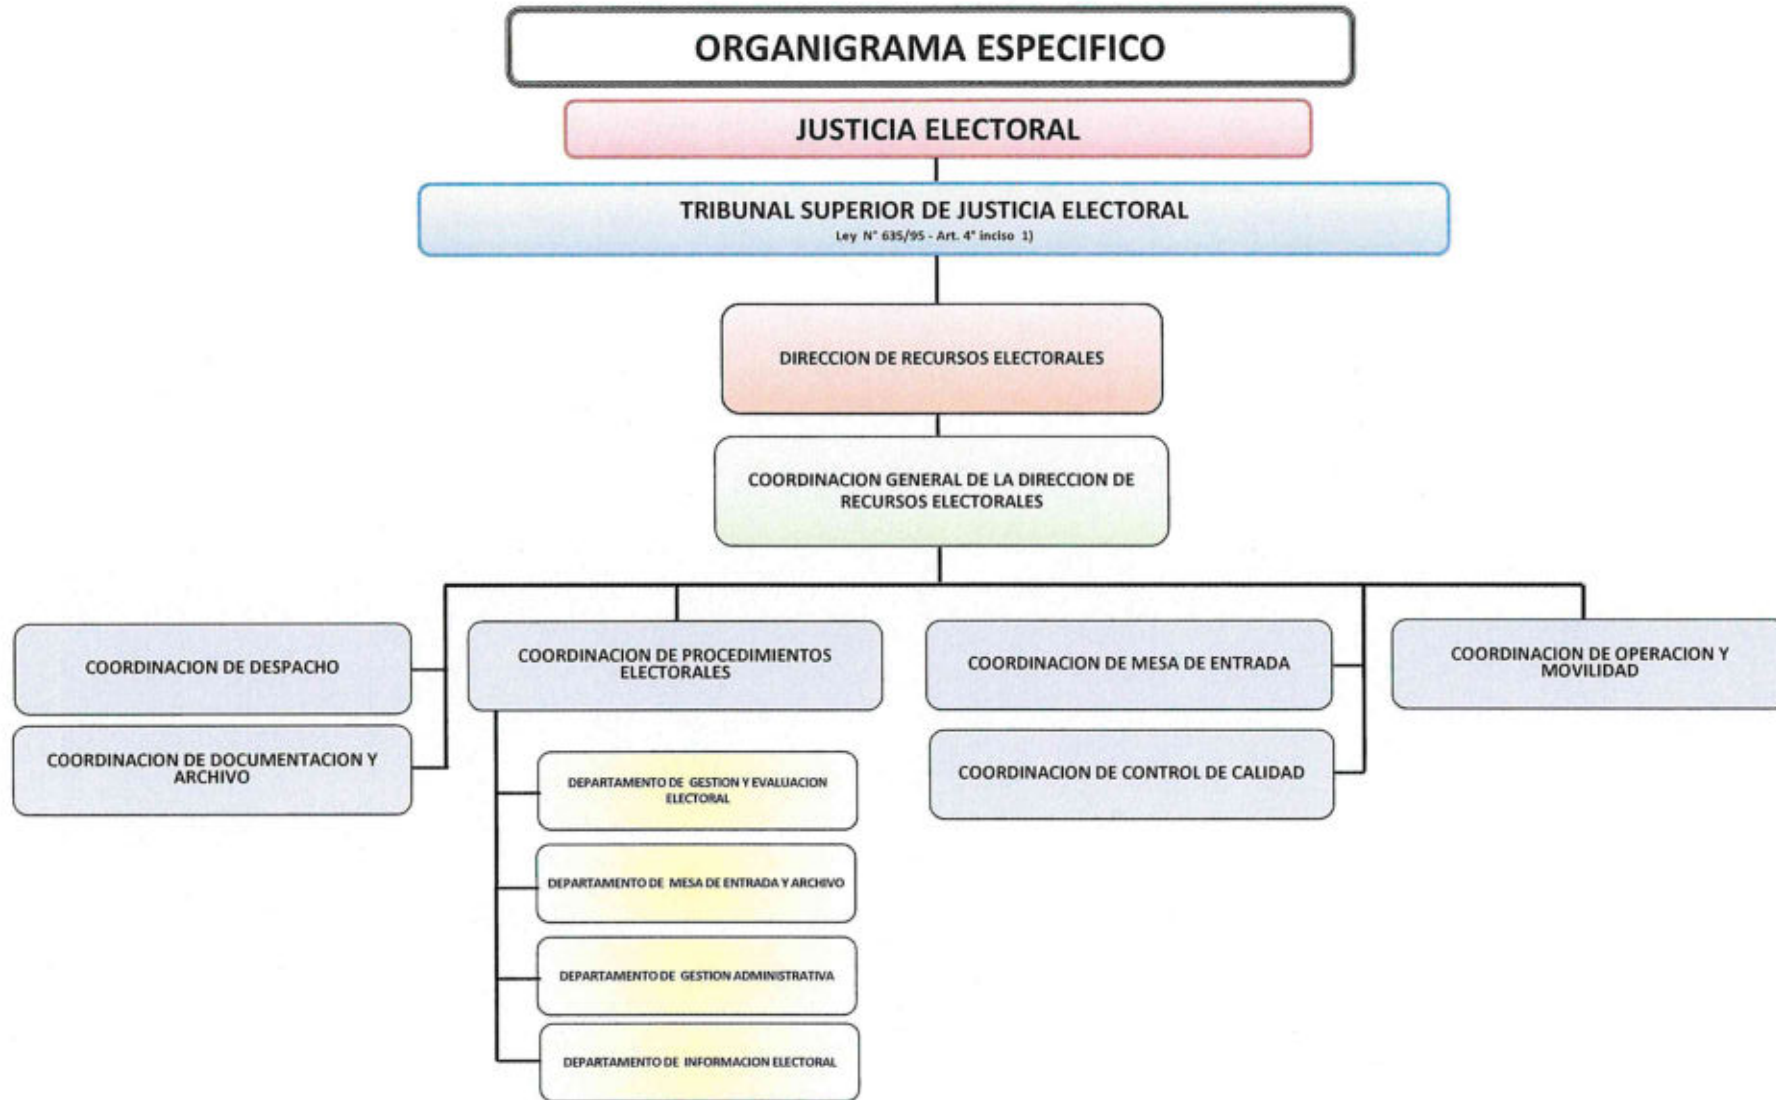 ORGANIGRAMA ESPECIFICO
JUSTICIA ELECTORAL
TRIBUNAL SUPERIOR DE JUSTICIA ELECTORAL
Ley N° 635/95 - Art. 4° inciso 1)
DIRECCION DE RECURSOS ELECTORALES
COORDINACION GENERAL DE LA DIRECCION DE
RECURSOS ELECTORALES
COORDINACION DE DESPACHO
COORDINACION DE DOCUMENTACION Y
ARCHIVO
COORDINACION DE PROCEDIMIENTOS
ELECTORALES
DEPARTAMENTO DE GESTION Y EVALUACION
ELECTORAL
DEPARTAMENTO DE MESA DE ENTRADA Y ARCHIVO
DEPARTAMENTO DE GESTION ADMINISTRATIVA
DEPARTAMENTO DE INFORMACION ELECTORAL
COORDINACION DE MESA DE ENTRADA
COORDINACION DE CONTROL DE CALIDAD
COORDINACION DE OPERACION Y
MOVILIDAD